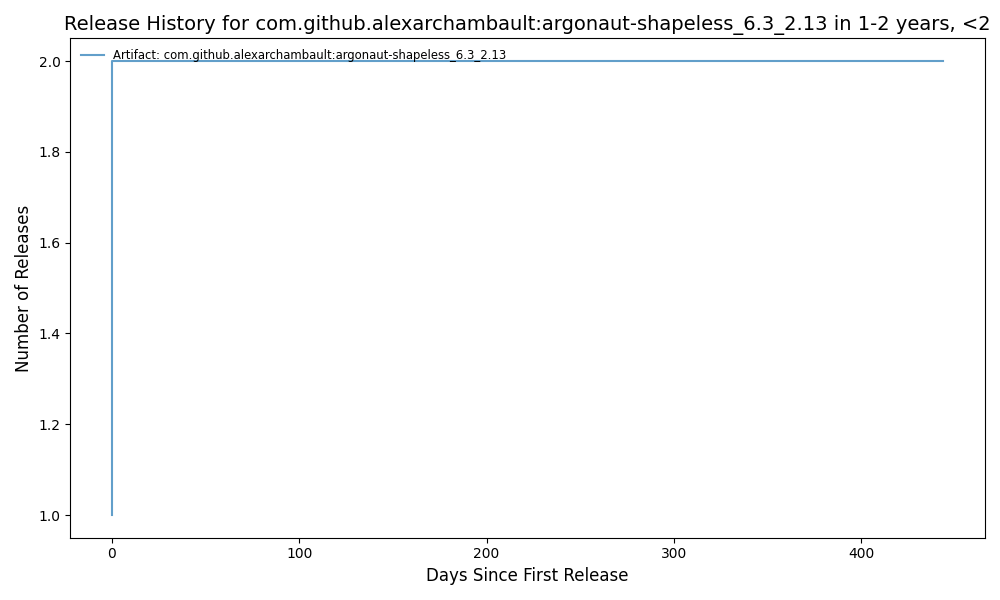 Release History for com.github.alexarchambault:argonaut-shapeless_6.3_2.13 in 1-2 years, <2
Artifact: com.github.alexarchambault:argonaut-shapeless_6.3_2.13
2.0
1.8
1.6
1.4
1.2
1.0
Number of Releases
0 100 200 300 400
Days Since First Release